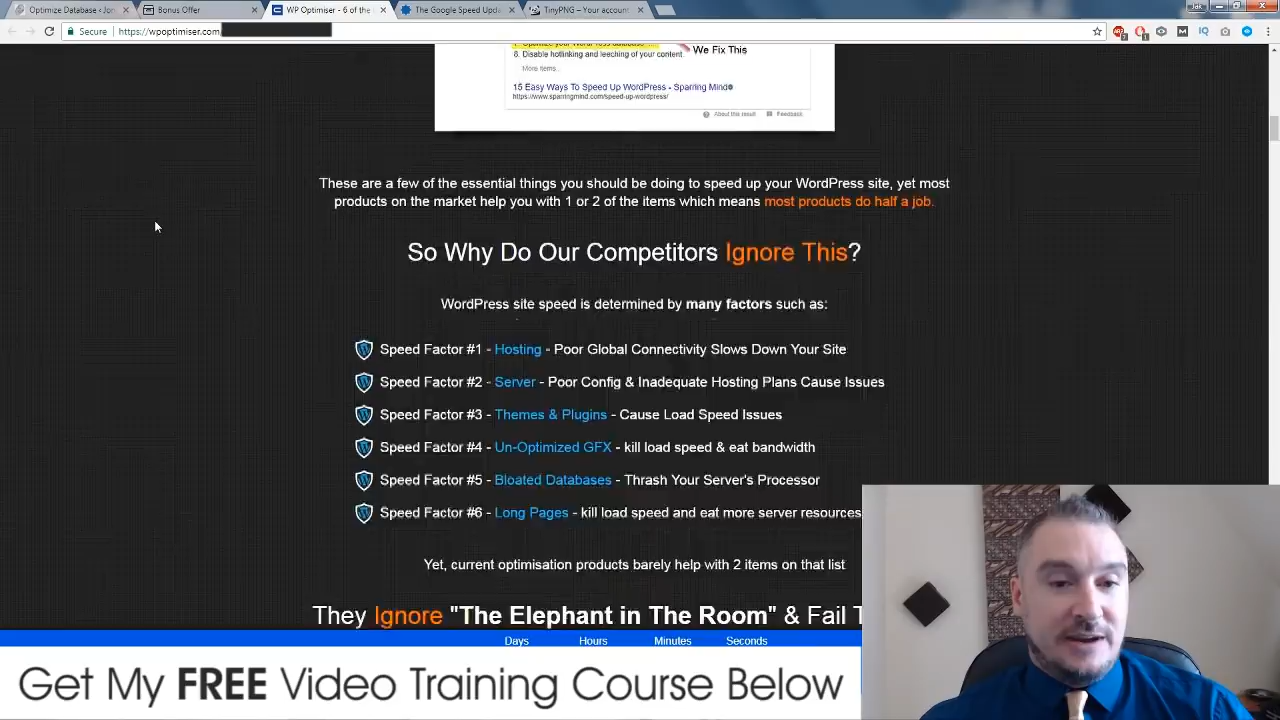 Optimize Database ‹ Jon
Bonus Offer
WP Optimiser - 6 of the
The Google Speed Upda
TinyPNG – Your accoun
Jak
Secure
https://wpoptimiser.com
We Fix This
8. Disable hotlinking and leeching of your content.
More items
15 Easy Ways To Speed Up WordPress - Sparring Mind
https://www.sparringmind.com/speed-up-wordpress/
About this result
Feedback
These are a few of the essential things you should be doing to speed up your WordPress site, yet most
products on the market help you with 1 or 2 of the items which means most products do half a job.
So Why Do Our Competitors Ignore This?
WordPress site speed is determined by many factors such as:
Speed Factor #1 - Hosting - Poor Global Connectivity Slows Down Your Site
Speed Factor #2 - Server - Poor Config & Inadequate Hosting Plans Cause Issues
Speed Factor #3 - Themes & Plugins - Cause Load Speed Issues
Speed Factor #4 - Un-Optimized GFX - kill load speed & eat bandwidth
Speed Factor #5 - Bloated Databases - Thrash Your Server's Processor
Speed Factor #6 - Long Pages - kill load speed and eat more server resources
Yet, current optimisation products barely help with 2 items on that list
They Ignore "The Elephant in The Room" & Fail T
Days Hours Minutes Seconds
Get My FREE Video Training Course Below